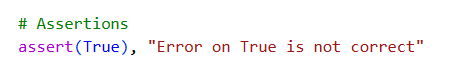 # Assertions
assert(True), "Error on True is not correct"